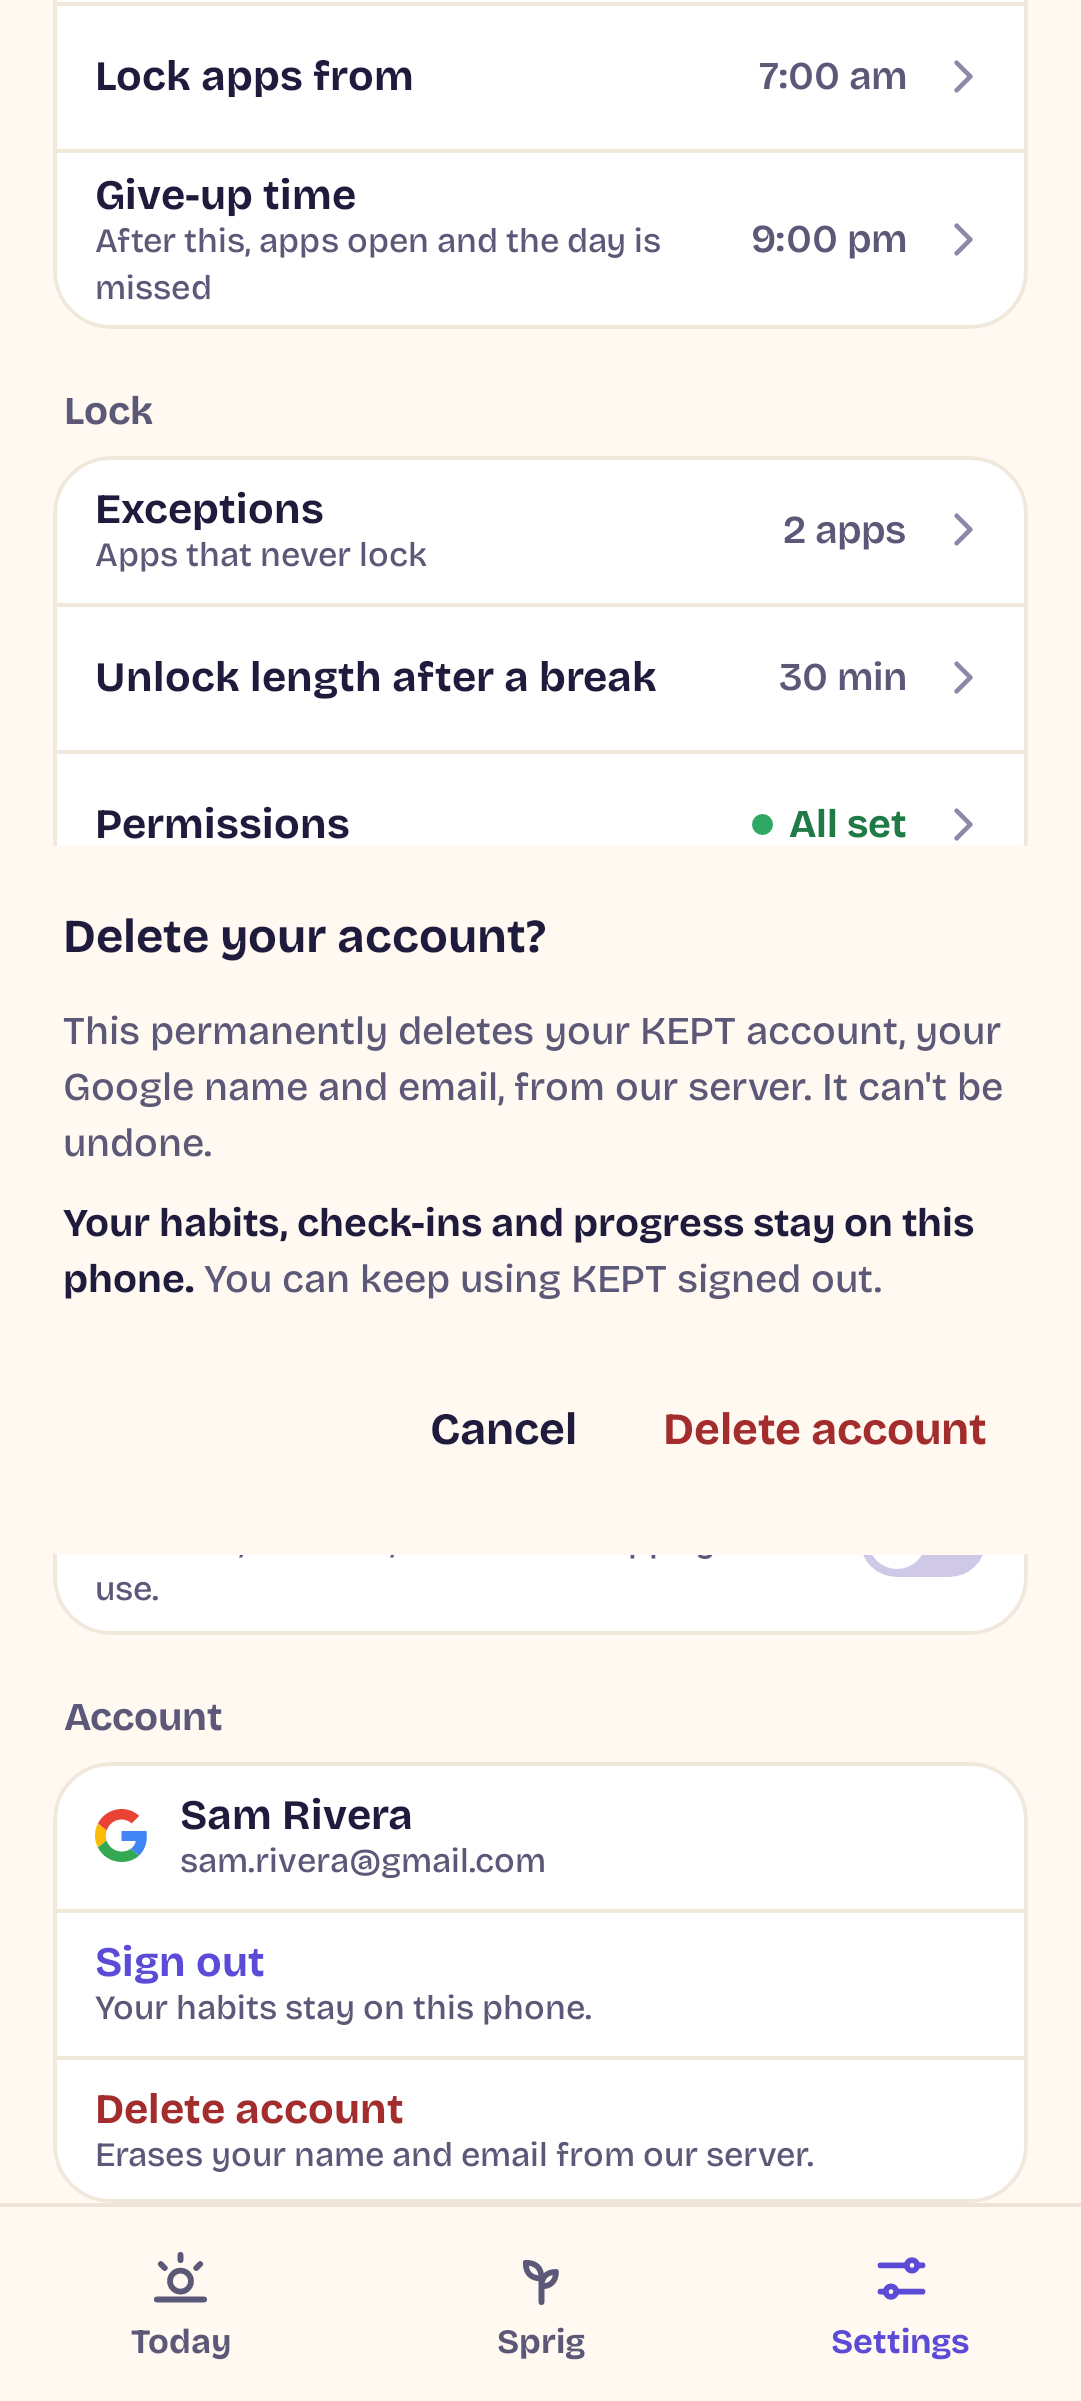 Lock apps from
7:00 am
Give-up time
After this, apps open and the day is
missed
9:00 pm
Lock
Exceptions
Apps that never lock
2 apps
Unlock length after a break
30 min
Permissions
All set
Delete your account?
This permanently deletes your KEPT account, your
Google name and email, from our server. It can't be
undone.
Your habits, check-ins and progress stay on this
phone. You can keep using KEPT signed out.
Cancel
Delete account
use.
Account
Sam Rivera
sam.rivera@gmail.com
Sign out
Your habits stay on this phone.
Delete account
Erases your name and email from our server.
Today
Sprig
Settings